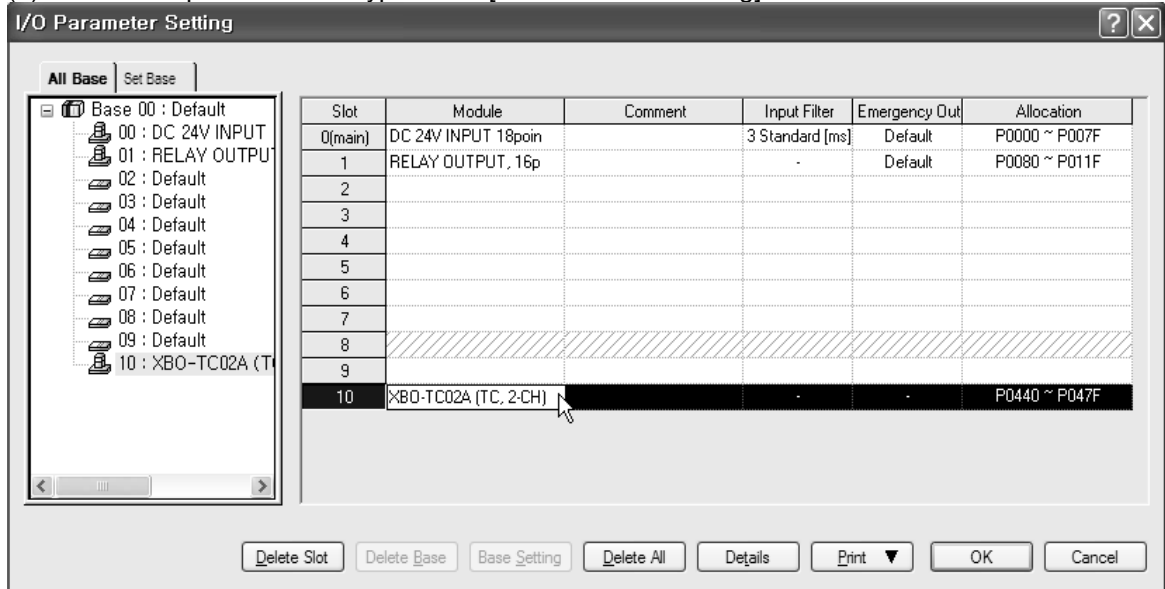 I/O Parameter Setting
All Base Set Base
Base 00 : Default
00 : DC 24V INPUT
01 : RELAY OUTPUT
02 : Default
03 : Default
04 : Default
05 : Default
06 : Default
07 : Default
08 : Default
09 : Default
10 : XBO-TC02A (T
Slot Module Comment Input Filter Emergency Out Allocation
0(main) DC 24V INPUT 18poin 3 Standard [ms] Default P0000 ~ P007F
1 RELAY OUTPUT, 16p - Default P0080 ~ P011F
2
3
4
5
6
7
8
9
10 XBO-TC02A (TC, 2-CH) - - P0440 ~ P047F
Delete Slot Delete Base Base Setting Delete All Details Print ▼ OK Cancel